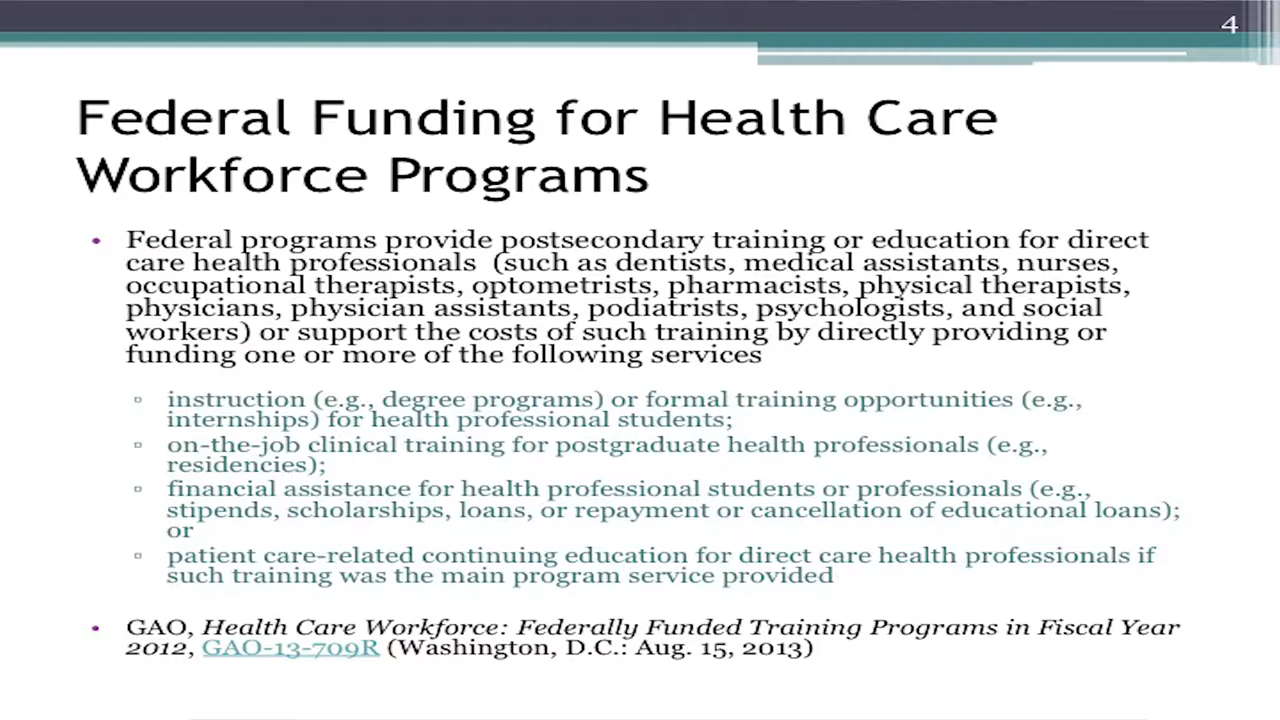 4
Federal Funding for Health Care
Workforce Programs
• Federal programs provide postsecondary training or education for direct
care health professionals (such as dentists, medical assistants, nurses,
occupational therapists, optometrists, pharmacists, physical therapists,
physicians, physician assistants, podiatrists, psychologists, and social
workers) or support the costs of such training by directly providing or
funding one or more of the following services
▫ instruction (e.g., degree programs) or formal training opportunities (e.g.,
internships) for health professional students;
▫ on-the-job clinical training for postgraduate health professionals (e.g.,
residencies);
▫ financial assistance for health professional students or professionals (e.g.,
stipends, scholarships, loans, or repayment or cancellation of educational loans);
or
▫ patient care-related continuing education for direct care health professionals if
such training was the main program service provided
• GAO, Health Care Workforce: Federally Funded Training Programs in Fiscal Year
2012, GAO-13-709R (Washington, D.C.: Aug. 15, 2013)